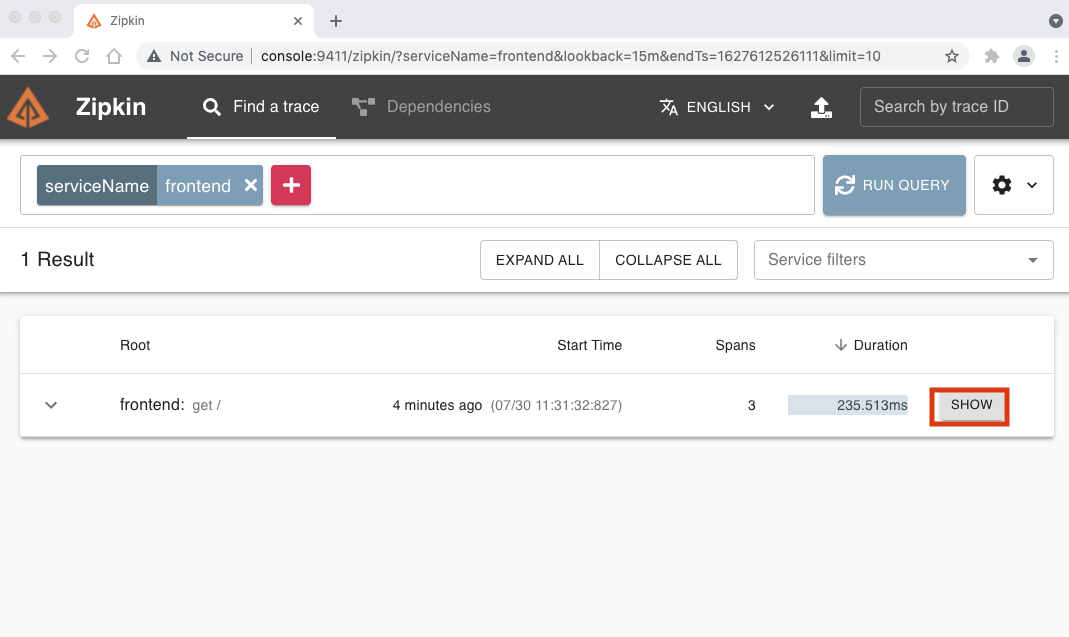 Zipkin
Not Secure console:9411/zipkin/?serviceName=frontend&lookback=15m&endTs=1627612526111&limit=10
Zipkin Find a trace Dependencies ENGLISH Search by trace ID
serviceName frontend RUN QUERY
1 Result EXPAND ALL COLLAPSE ALL Service filters
Root Start Time Spans Duration
frontend: get / 4 minutes ago (07/30 11:31:32:827) 3 235.513ms SHOW